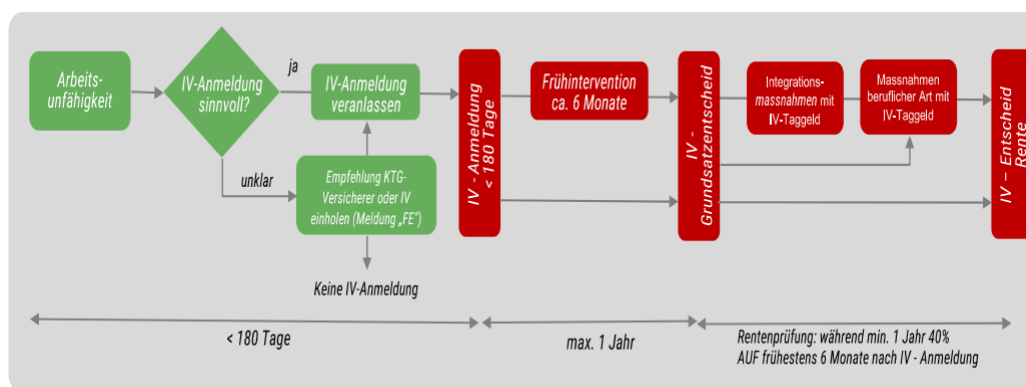 Arbeits-
unfähigkeit
IV-Anmeldung
sinnvoll?
ja
IV-Anmeldung
veranlassen
unklar
Empfehlung KTG-
Versicherer oder IV
einholen (Meldung „FE“)
Keine IV-Anmeldung
IV - Anmeldung
< 180 Tage
Frühintervention
ca. 6 Monate
IV -
Grundsatzentscheid
Integrations-
massnahmen mit
IV-Taggeld
Massnahmen
beruflicher Art mit
IV-Taggeld
IV – Entscheid
Rente
< 180 Tage
max. 1 Jahr
Rentenprüfung: während min. 1 Jahr 40%
AUF frühestens 6 Monate nach IV - Anmeldung